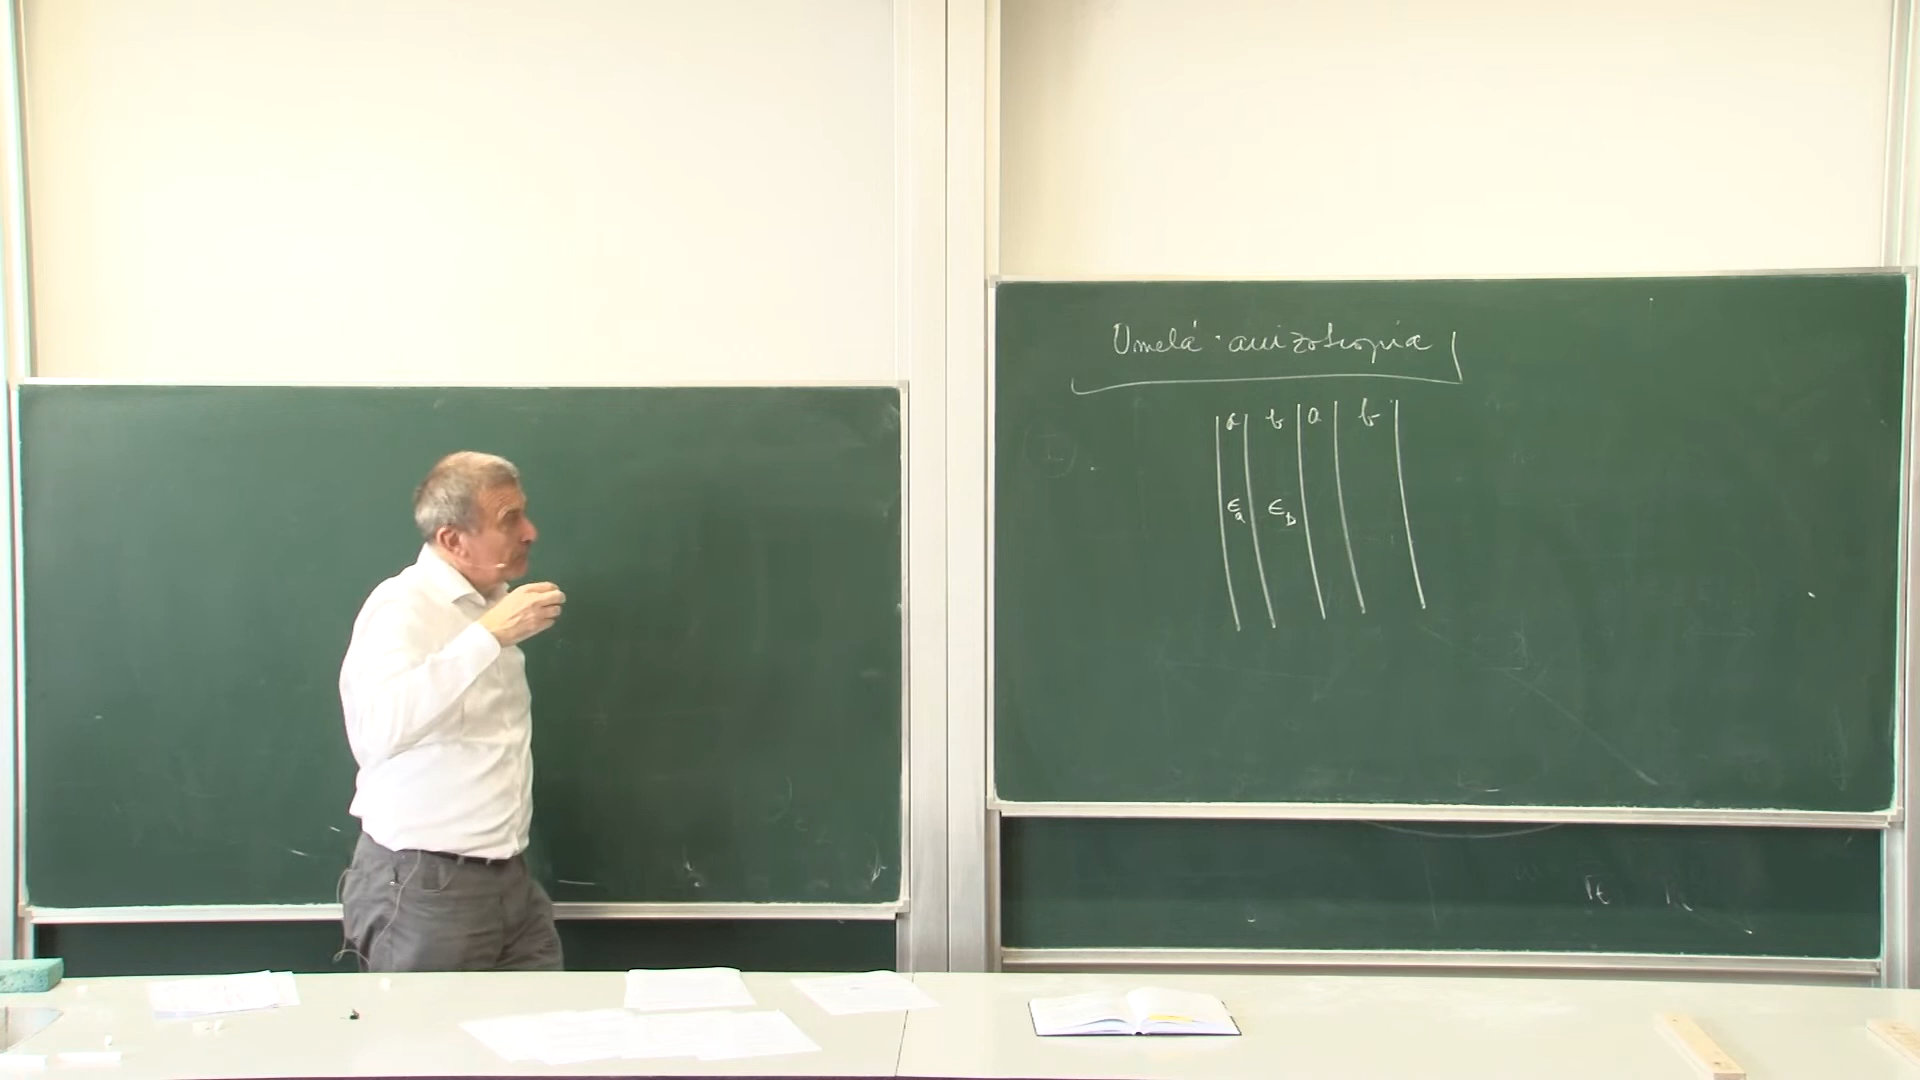 Umelá anizotropia
a b a b
ϵa ϵb